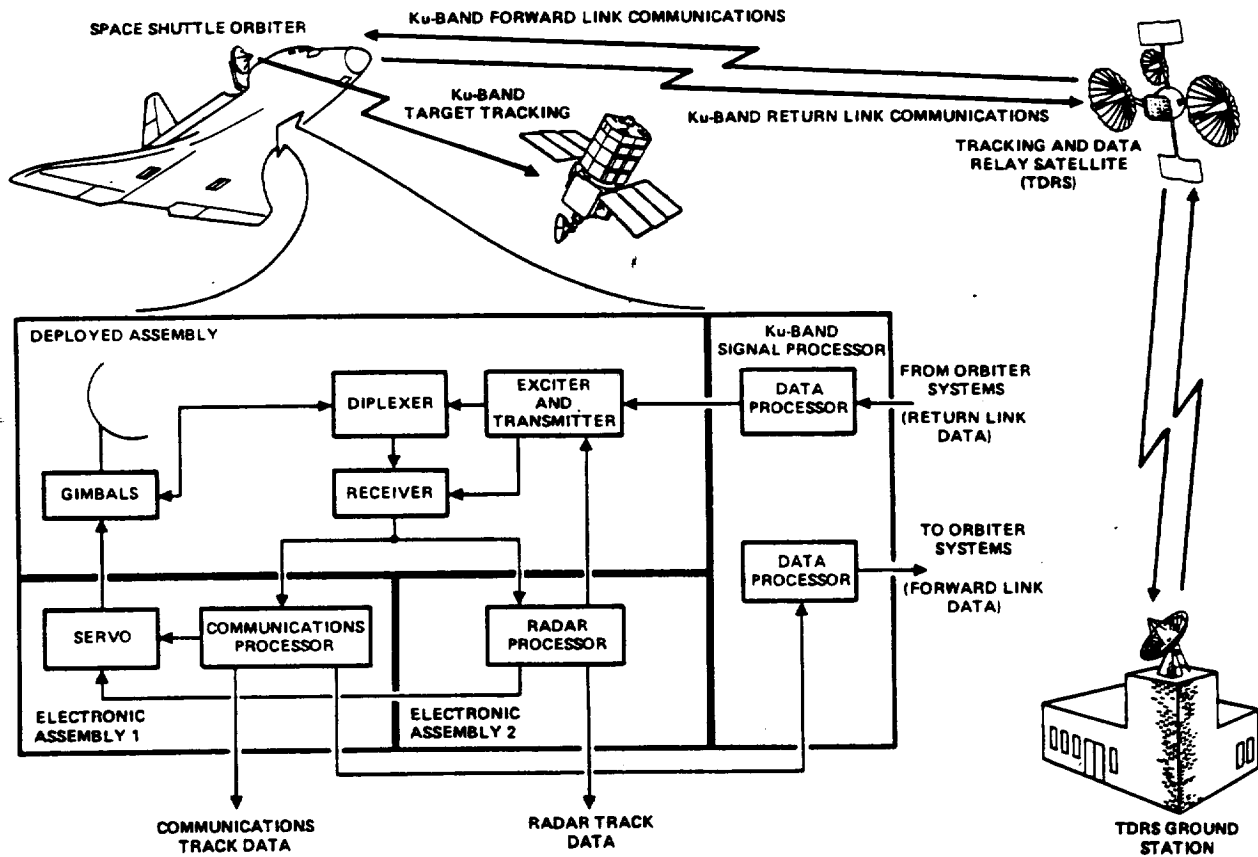 Ku-BAND FORWARD LINK COMMUNICATIONS
SPACE SHUTTLE ORBITER
Ku-BAND
TARGET TRACKING
Ku-BAND RETURN LINK COMMUNICATIONS
TRACKING AND DATA
RELAY SATELLITE
(TDRS)
DEPLOYED ASSEMBLY
Ku-BAND
SIGNAL PROCESSOR
DIPLEXER
EXCITER
AND
TRANSMITTER
DATA
PROCESSOR
FROM ORBITER
SYSTEMS
(RETURN LINK
DATA)
GIMBALS
RECEIVER
DATA
PROCESSOR
TO ORBITER
SYSTEMS
(FORWARD LINK
DATA)
SERVO
COMMUNICATIONS
PROCESSOR
RADAR
PROCESSOR
ELECTRONIC
ASSEMBLY 1
ELECTRONIC
ASSEMBLY 2
COMMUNICATIONS
TRACK DATA
RADAR TRACK
DATA
TDRS GROUND
STATION